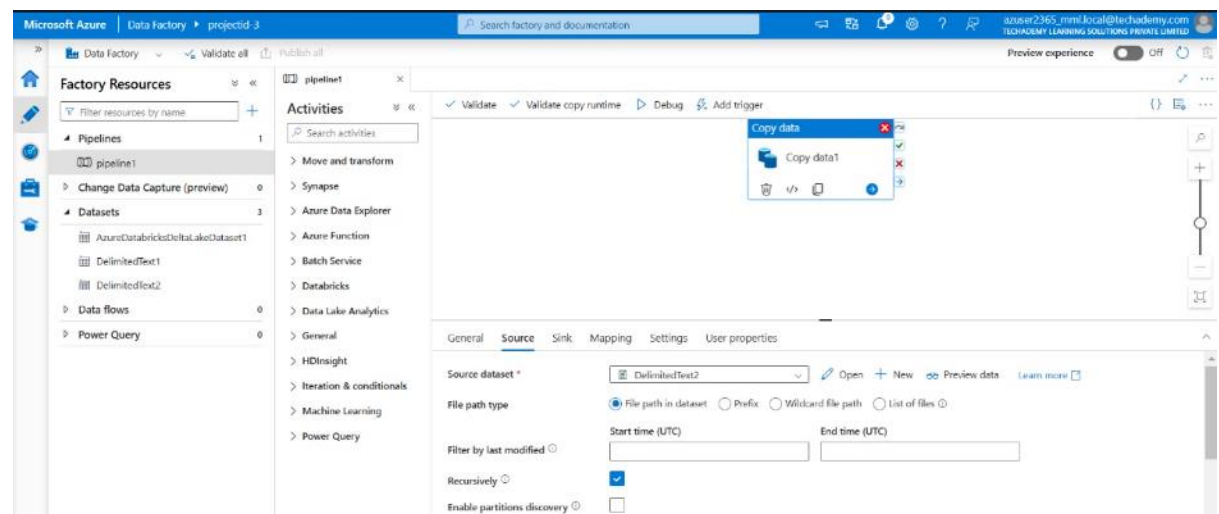 Microsoft Azure | Data Factory ▸ projectid-3
Search factory and documentation
azuser2365_mml.local@techademy.com
TECHADEMY LEARNING SOLUTIONS PRIVATE LIMITED
Data Factory
Validate all
Publish all
Preview experience
Off
Factory Resources
Filter resources by name
Pipelines 1
pipeline1
Change Data Capture (preview) 0
Datasets 3
AzureDatabricksDeltaLakeDataset1
DelimitedText1
DelimitedText2
Data flows 0
Power Query 0
pipeline1
Activities
Search activities
Move and transform
Synapse
Azure Data Explorer
Azure Function
Batch Service
Databricks
Data Lake Analytics
General
HDInsight
Iteration & conditionals
Machine Learning
Power Query
Validate
Validate copy runtime
Debug
Add trigger
Copy data
Copy data1
General Source Sink Mapping Settings User properties
Source dataset * DelimitedText2 Open New Preview data Learn more
File path type File path in dataset Prefix Wildcard file path List of files
Start time (UTC) End time (UTC)
Filter by last modified
Recursively
Enable partitions discovery